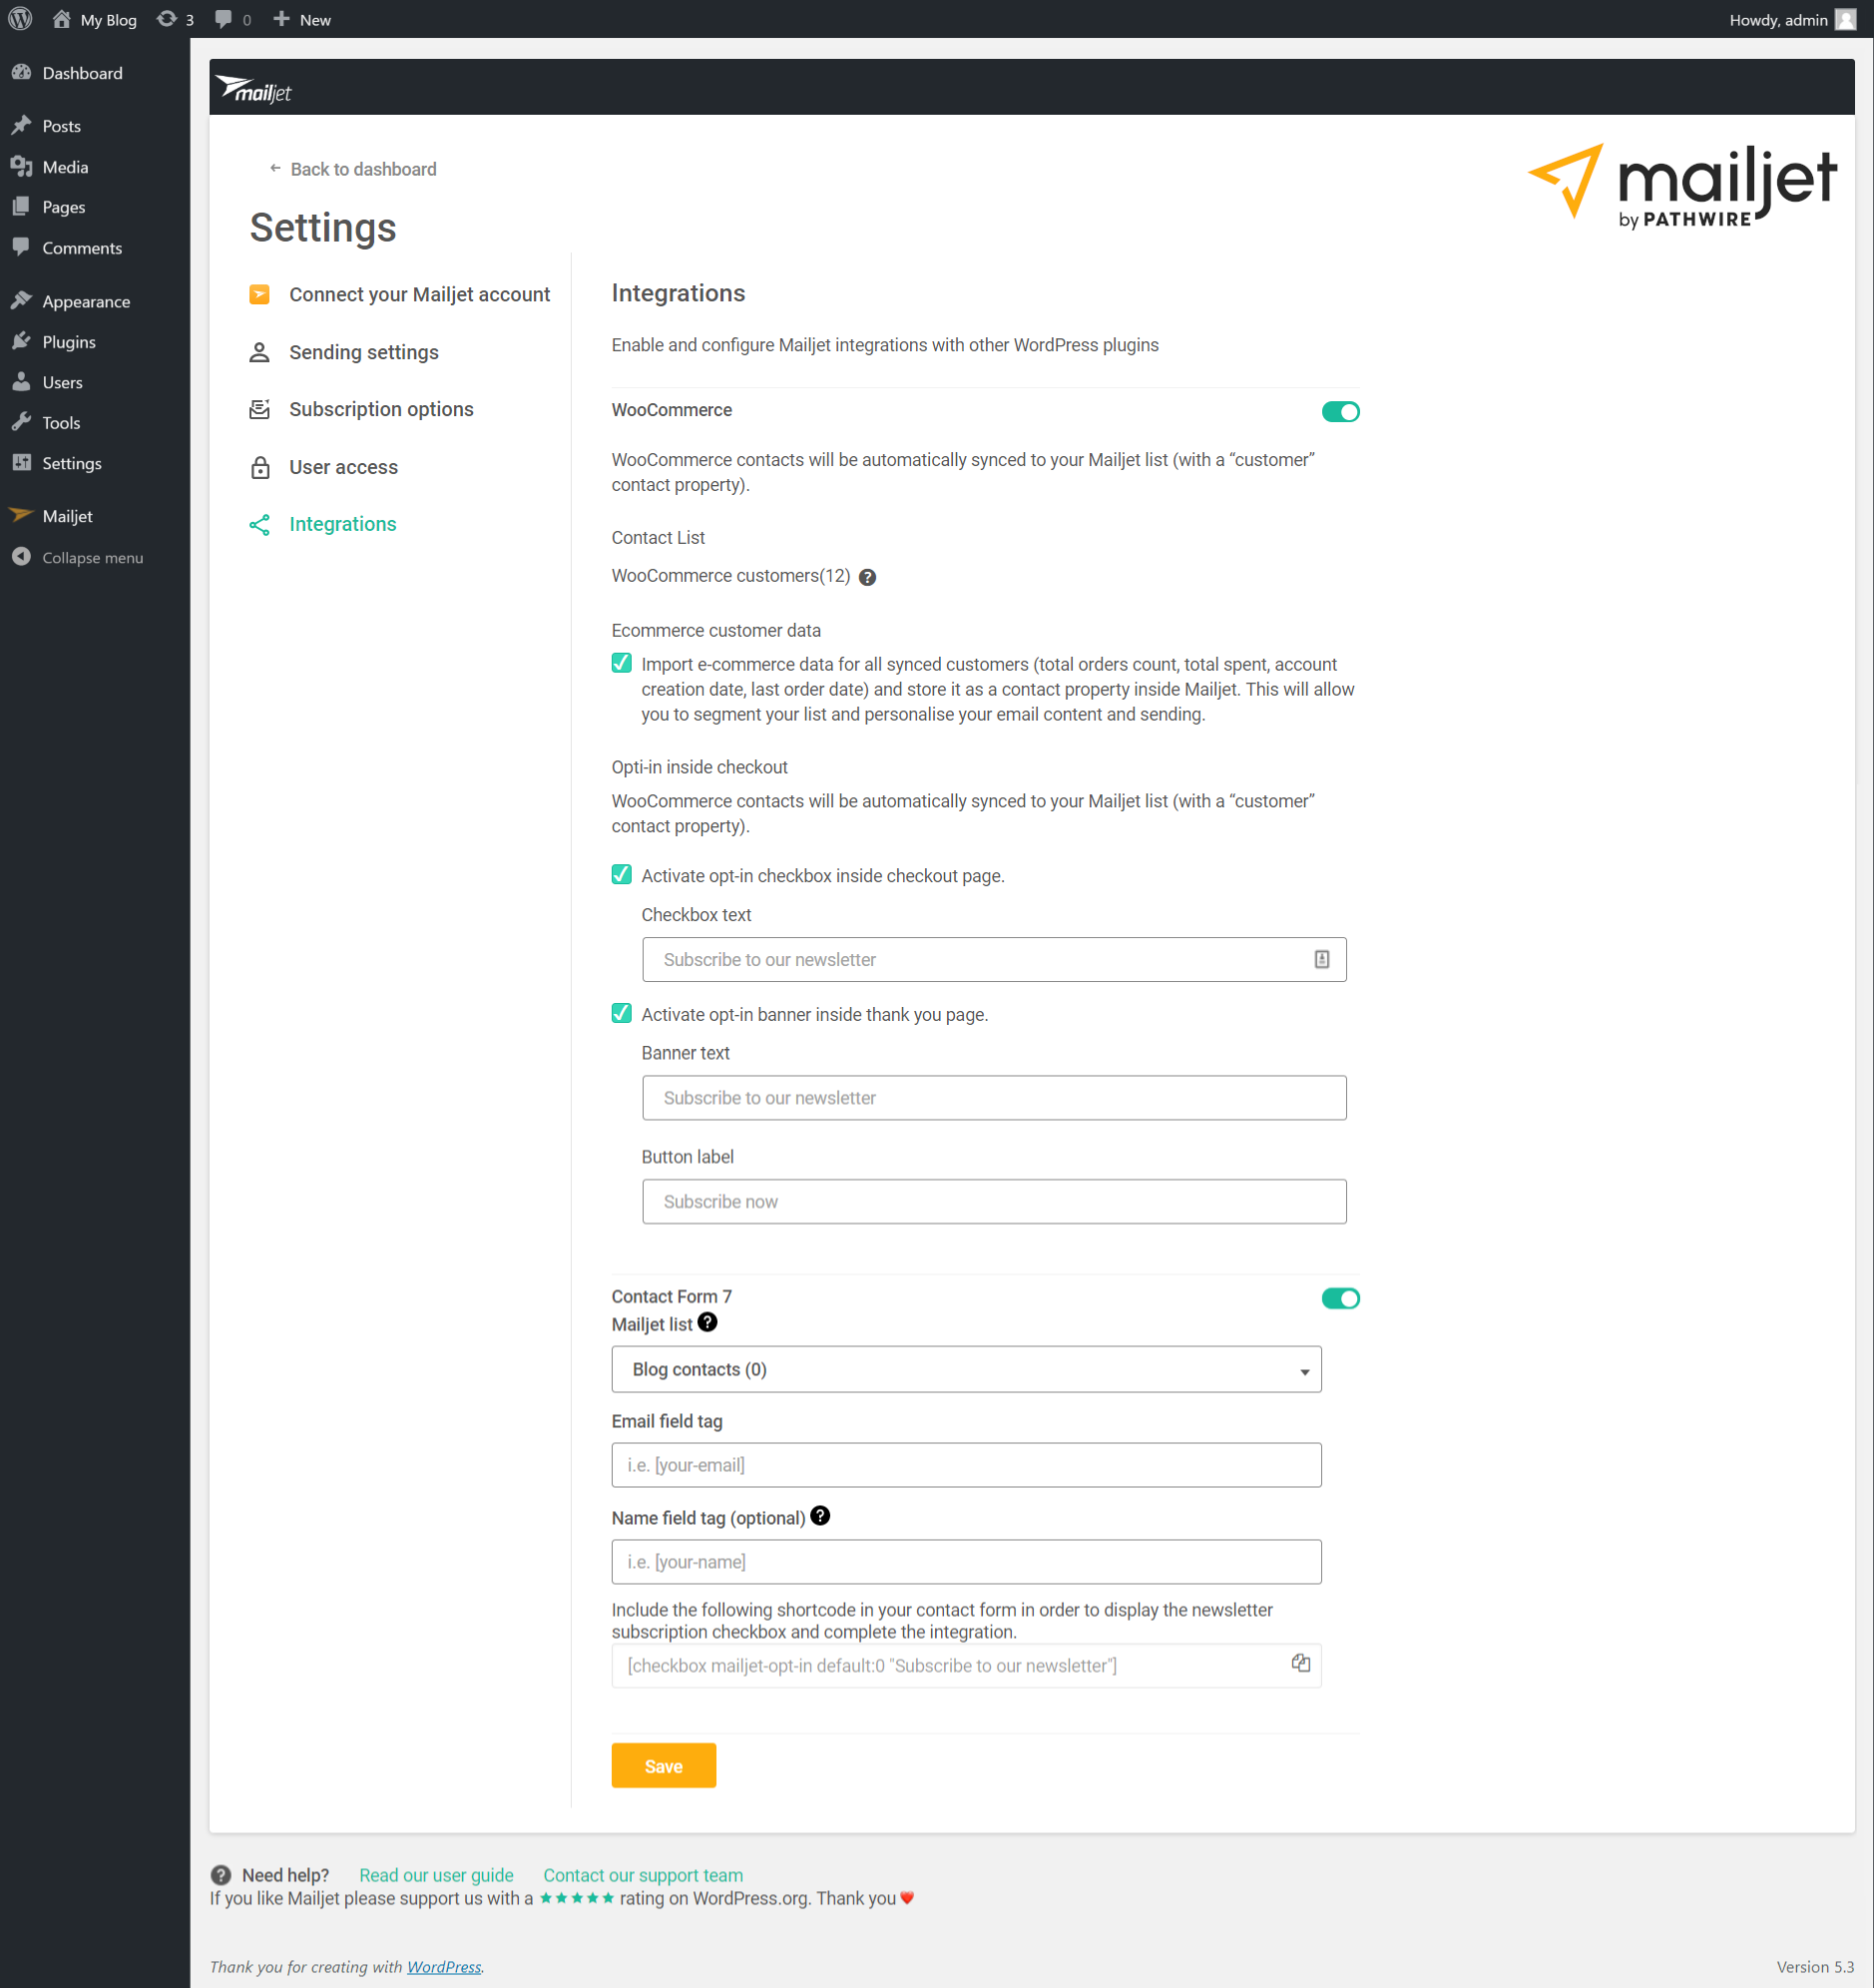 My Blog 3 0 New Howdy, admin
Dashboard
Posts
Media
Pages
Comments
Appearance
Plugins
Users
Tools
Settings
Mailjet
Collapse menu
mailjet
← Back to dashboard
mailjet
by PATHWIRE
Settings
Connect your Mailjet account
Sending settings
Subscription options
User access
Integrations
Integrations
Enable and configure Mailjet integrations with other WordPress plugins
WooCommerce
WooCommerce contacts will be automatically synced to your Mailjet list (with a “customer”
contact property).
Contact List
WooCommerce customers(12) ?
Ecommerce customer data
Import e-commerce data for all synced customers (total orders count, total spent, account
creation date, last order date) and store it as a contact property inside Mailjet. This will allow
you to segment your list and personalise your email content and sending.
Opti-in inside checkout
WooCommerce contacts will be automatically synced to your Mailjet list (with a “customer”
contact property).
Activate opt-in checkbox inside checkout page.
Checkbox text
Subscribe to our newsletter
Activate opt-in banner inside thank you page.
Banner text
Subscribe to our newsletter
Button label
Subscribe now
Contact Form 7
Mailjet list ?
Blog contacts (0)
Email field tag
i.e. [your-email]
Name field tag (optional) ?
i.e. [your-name]
Include the following shortcode in your contact form in order to display the newsletter
subscription checkbox and complete the integration.
[checkbox mailjet-opt-in default:0 "Subscribe to our newsletter"]
Save
? Need help? Read our user guide Contact our support team
If you like Mailjet please support us with a ★★★★★ rating on WordPress.org. Thank you ❤
Thank you for creating with WordPress. Version 5.3